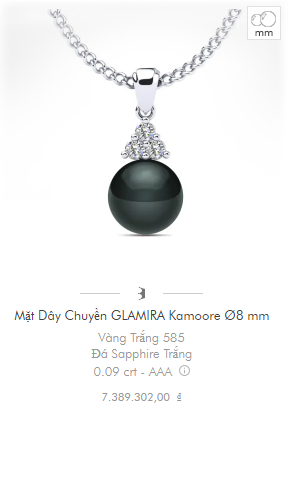 mm
Mặt Dây Chuyền GLAMIRA Kamoore Ø8 mm
Vàng Trắng 585
Đá Sapphire Trắng
0.09 crt - AAA
7.389.302,00 ₫